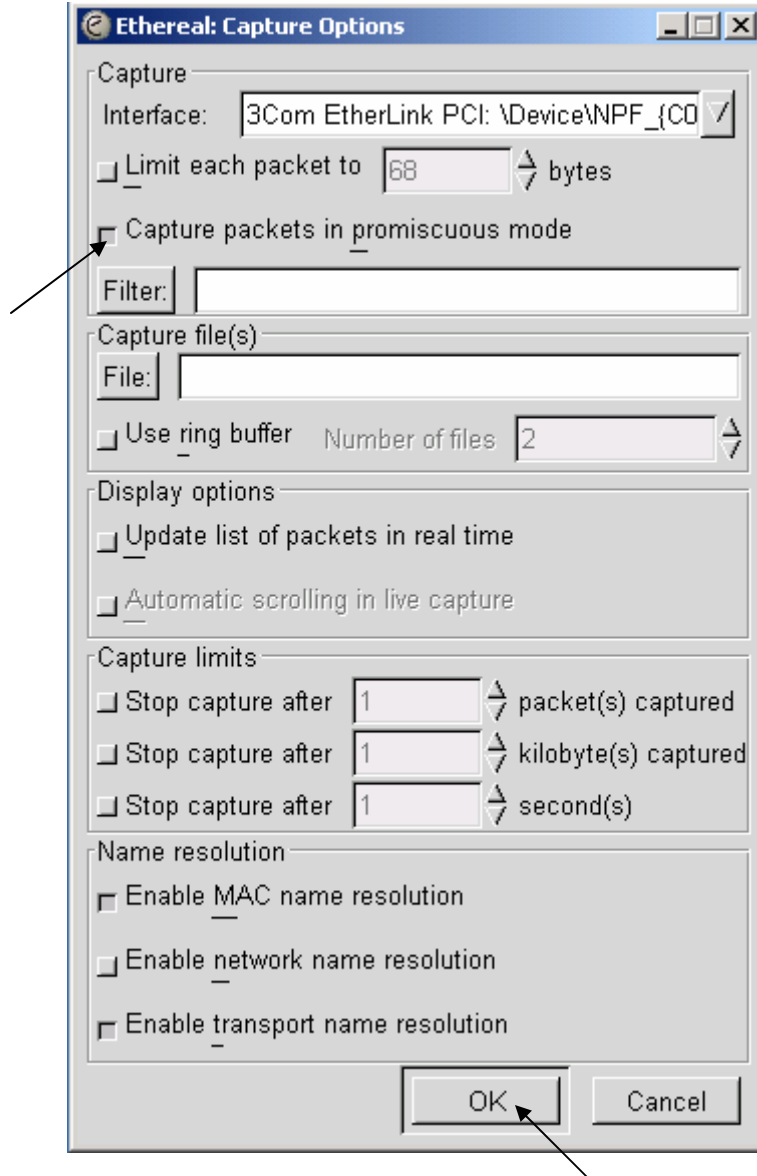 Ethereal: Capture Options
Capture
Interface: 3Com EtherLink PCI: \Device\NPF_{C0
Limit each packet to 68 bytes
Capture packets in promiscuous mode
Filter:
Capture file(s)
File:
Use ring buffer Number of files 2
Display options
Update list of packets in real time
Automatic scrolling in live capture
Capture limits
Stop capture after 1 packet(s) captured
Stop capture after 1 kilobyte(s) captured
Stop capture after 1 second(s)
Name resolution
Enable MAC name resolution
Enable network name resolution
Enable transport name resolution
OK Cancel